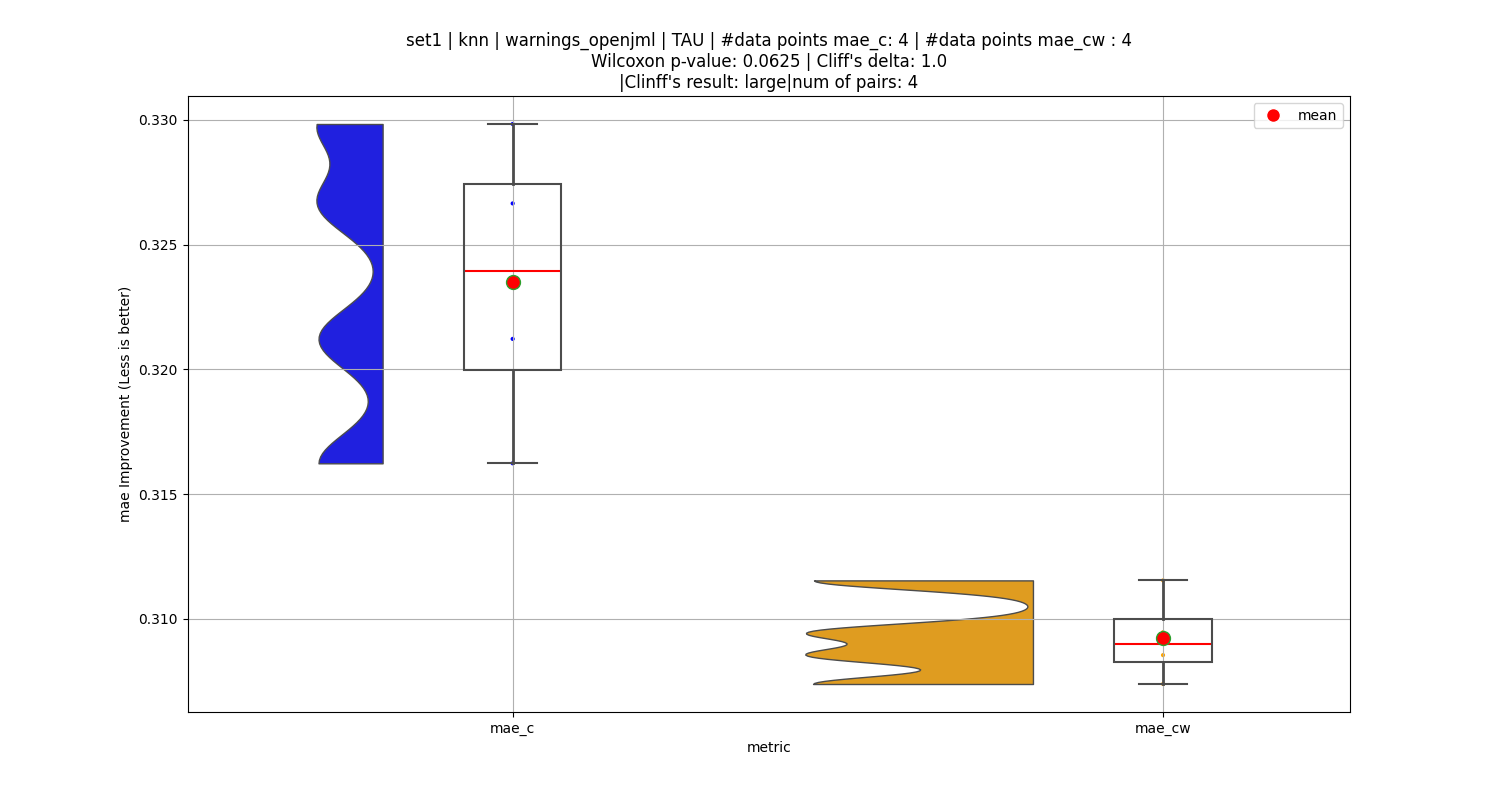 set1 | knn | warnings_openjml | TAU | #data points mae_c: 4 | #data points mae_cw : 4
Wilcoxon p-value: 0.0625 | Cliff's delta: 1.0
|Clinff's result: large|num of pairs: 4
mean
0.330
0.325
0.320
0.315
0.310
mae Improvement (Less is better)
mae_c
mae_cw
metric